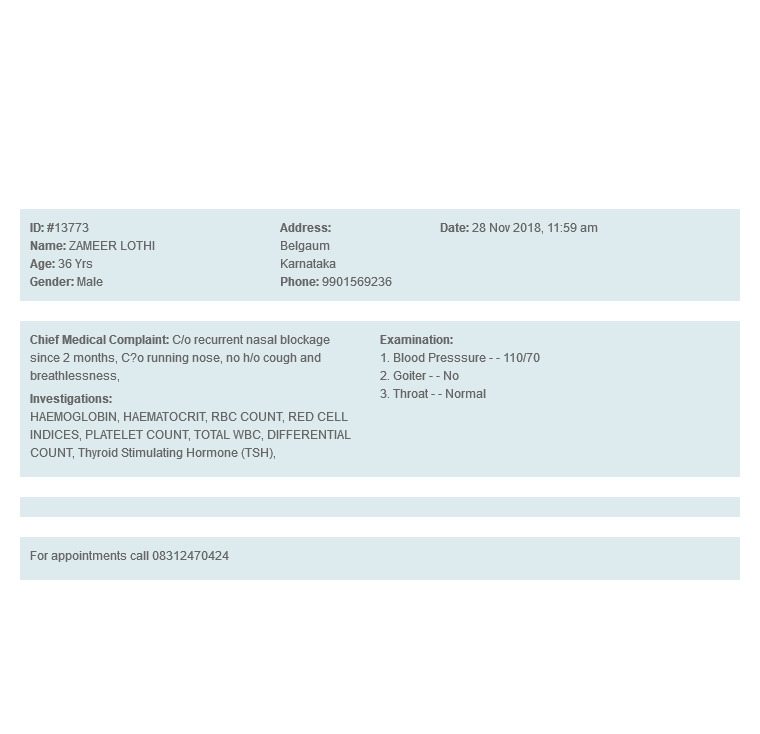 ID: #13773
Name: ZAMEER LOTHI
Age: 36 Yrs
Gender: Male
Address:
Belgaum
Karnataka
Phone: 9901569236
Date: 28 Nov 2018, 11:59 am
Chief Medical Complaint: C/o recurrent nasal blockage
since 2 months, C?o running nose, no h/o cough and
breathlessness,
Investigations:
HAEMOGLOBIN, HAEMATOCRIT, RBC COUNT, RED CELL
INDICES, PLATELET COUNT, TOTAL WBC, DIFFERENTIAL
COUNT, Thyroid Stimulating Hormone (TSH),
Examination:
1. Blood Presssure - - 110/70
2. Goiter - - No
3. Throat - - Normal
For appointments call 08312470424